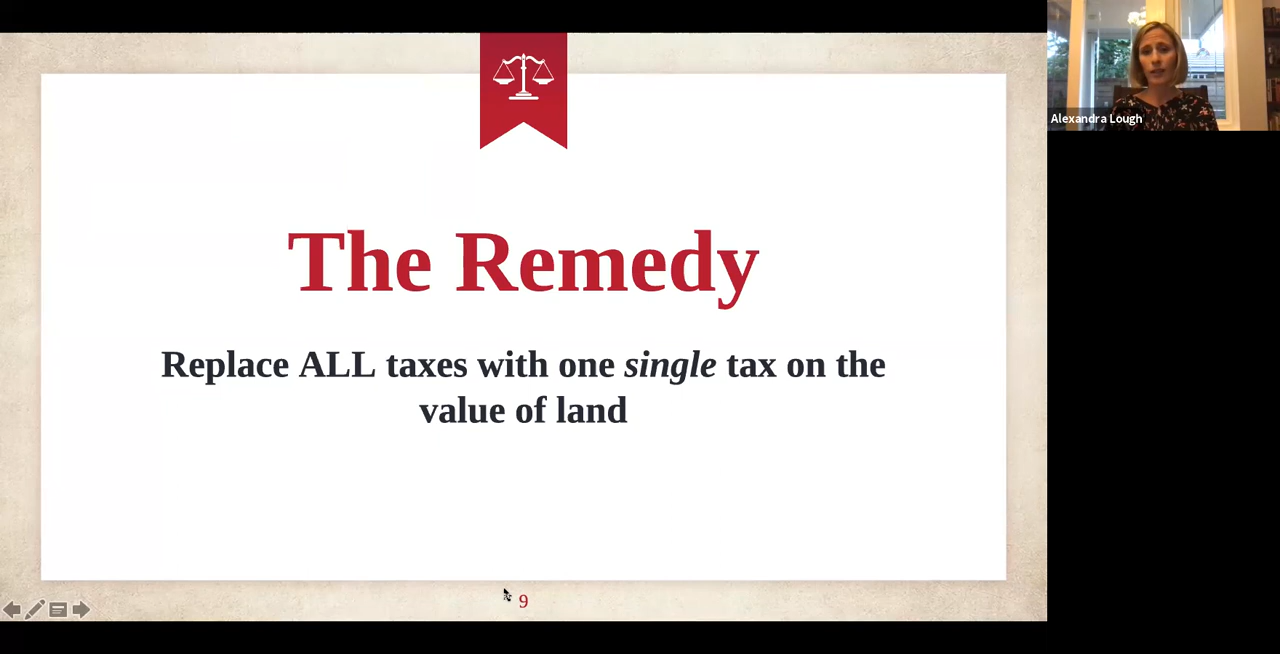 The Remedy
Replace ALL taxes with one single tax on the
value of land
9
Alexandra Lough